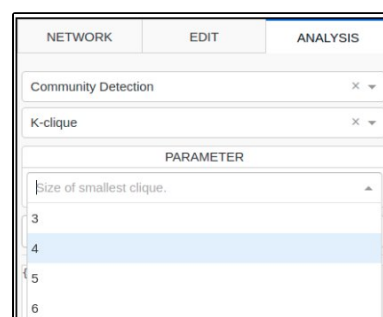 NETWORK EDIT ANALYSIS
Community Detection × 
K-clique ×
PARAMETER
Size of smallest clique.
3
4
{
5
6